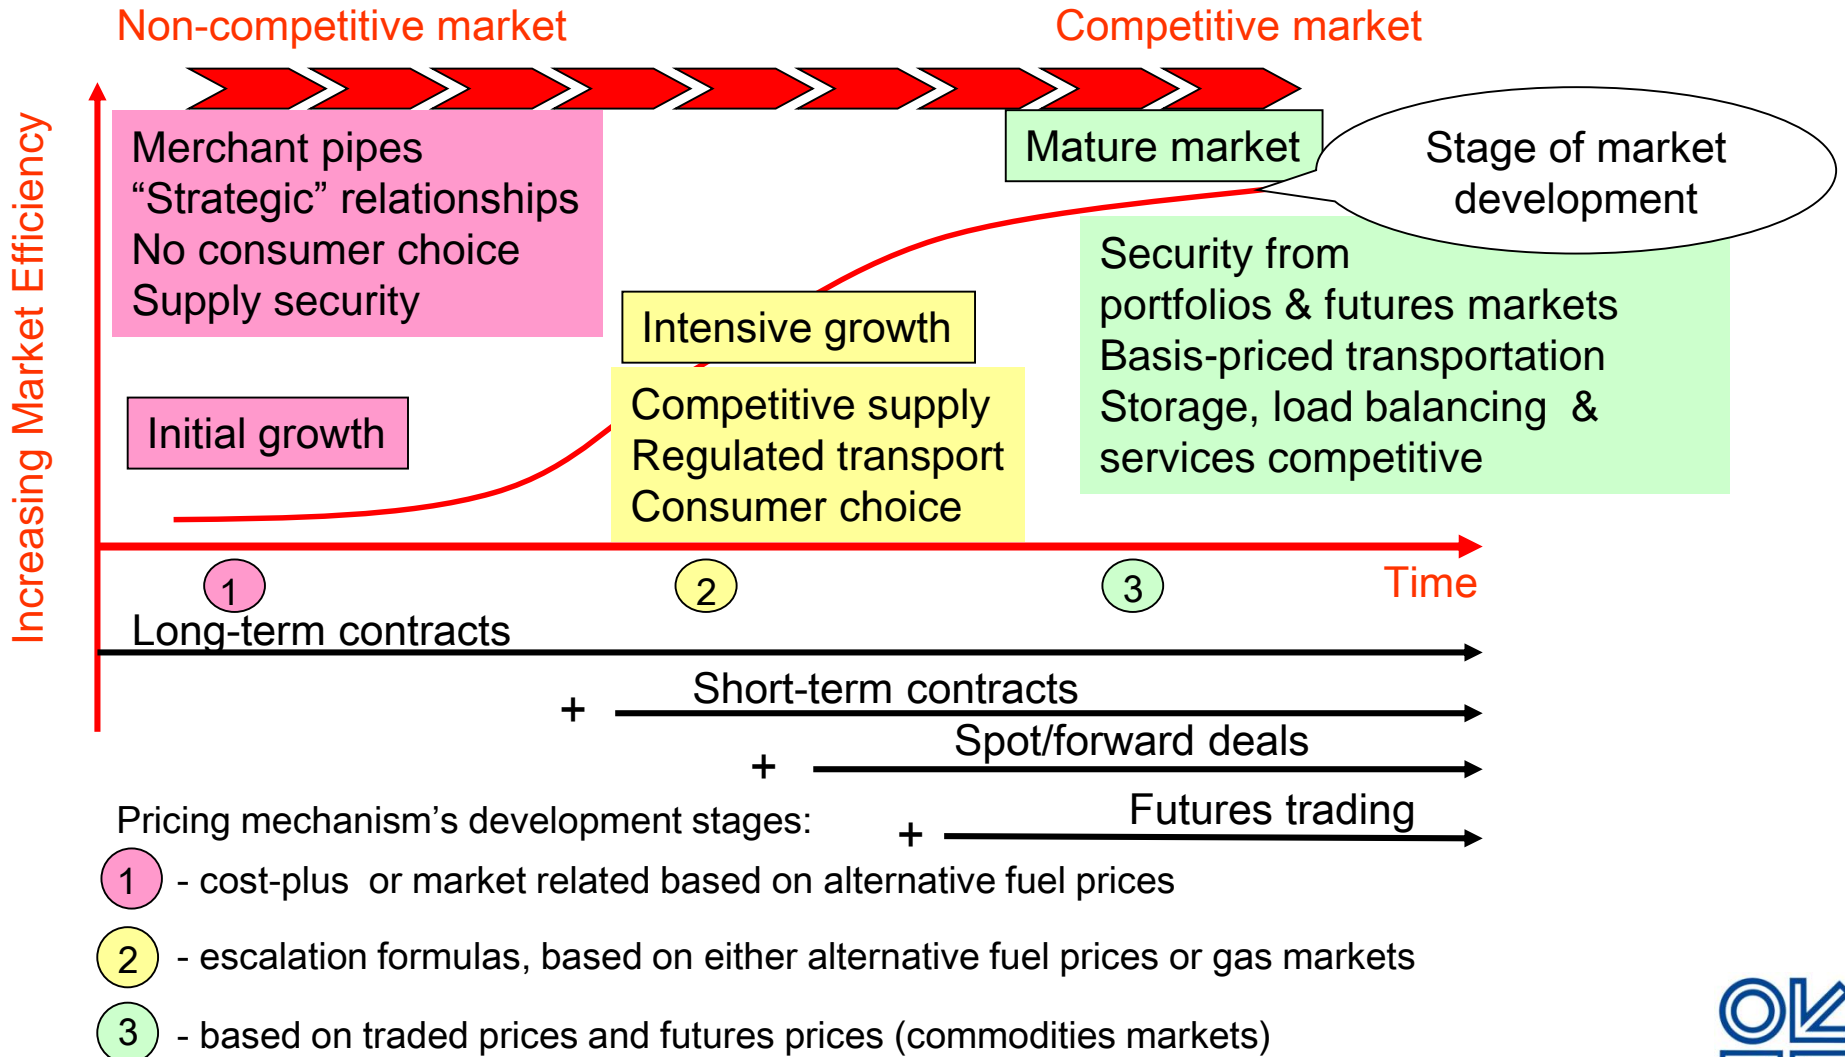 Non-competitive market
Competitive market
Increasing Market Efficiency
Merchant pipes
“Strategic” relationships
No consumer choice
Supply security
Mature market
Stage of market
development
Security from
portfolios & futures markets
Basis-priced transportation
Storage, load balancing &
services competitive
Intensive growth
Competitive supply
Regulated transport
Consumer choice
Initial growth
1
2
3
Time
Long-term contracts
+ Short-term contracts
+ Spot/forward deals
+ Futures trading
Pricing mechanism’s development stages:
1 - cost-plus or market related based on alternative fuel prices
2 - escalation formulas, based on either alternative fuel prices or gas markets
3 - based on traded prices and futures prices (commodities markets)